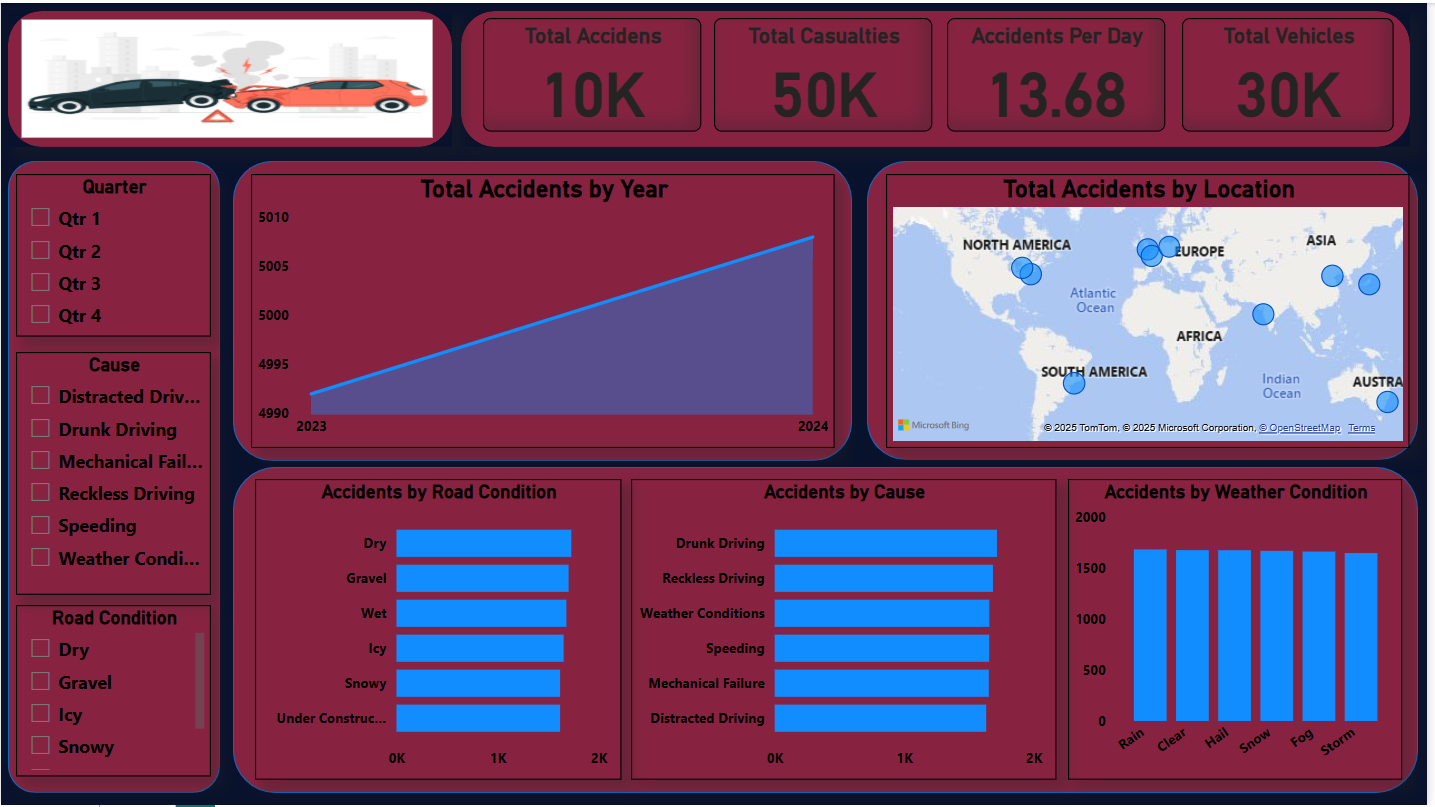 Total Accidens
10K
Total Casualties
50K
Accidents Per Day
13.68
Total Vehicles
30K
Quarter
Qtr 1
Qtr 2
Qtr 3
Qtr 4
Cause
Distracted Driv...
Drunk Driving
Mechanical Fail...
Reckless Driving
Speeding
Weather Condi...
Road Condition
Dry
Gravel
Icy
Snowy
Total Accidents by Year
5010
5005
5000
4995
4990
2023
2024
Total Accidents by Location
NORTH AMERICA
EUROPE
ASIA
Atlantic
Ocean
AFRICA
SOUTH AMERICA
Indian
Ocean
AUSTRA
Microsoft Bing
© 2025 TomTom, © 2025 Microsoft Corporation, © OpenStreetMap Terms
Accidents by Road Condition
Dry
Gravel
Wet
Icy
Snowy
Under Construc...
0K
1K
2K
Accidents by Cause
Drunk Driving
Reckless Driving
Weather Conditions
Speeding
Mechanical Failure
Distracted Driving
0K
1K
2K
Accidents by Weather Condition
2000
1500
1000
500
0
Rain
Clear
Hail
Snow
Fog
Storm